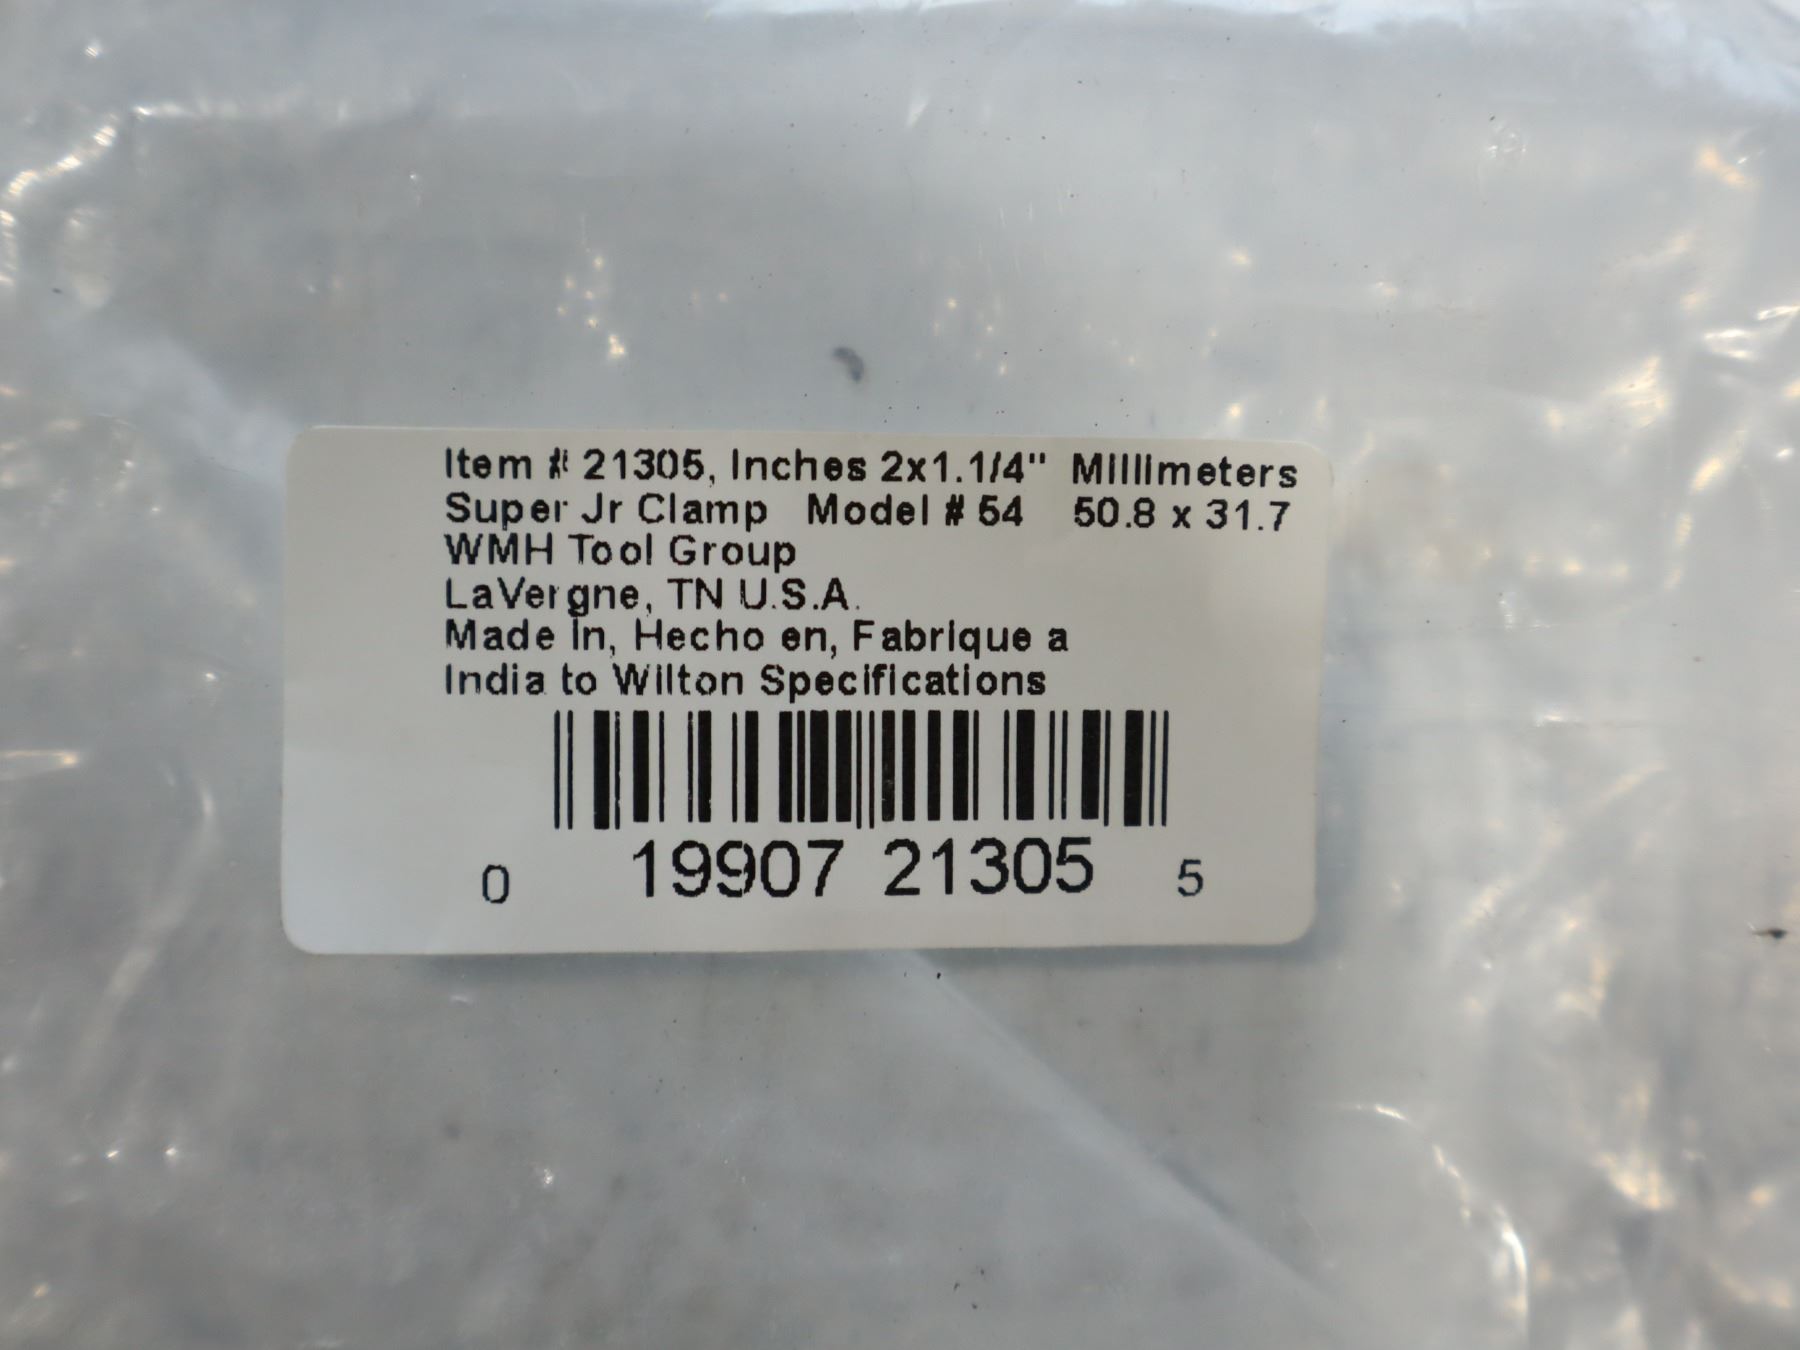 Item # 21305, Inches 2x1.1/4" Millimeters
Super Jr Clamp Model # 54 50.8 x 31.7
WMH Tool Group
LaVergne, TN U.S.A.
Made in, Hecho en, Fabrique a
India to Wilton Specifications
0 19907 21305 5